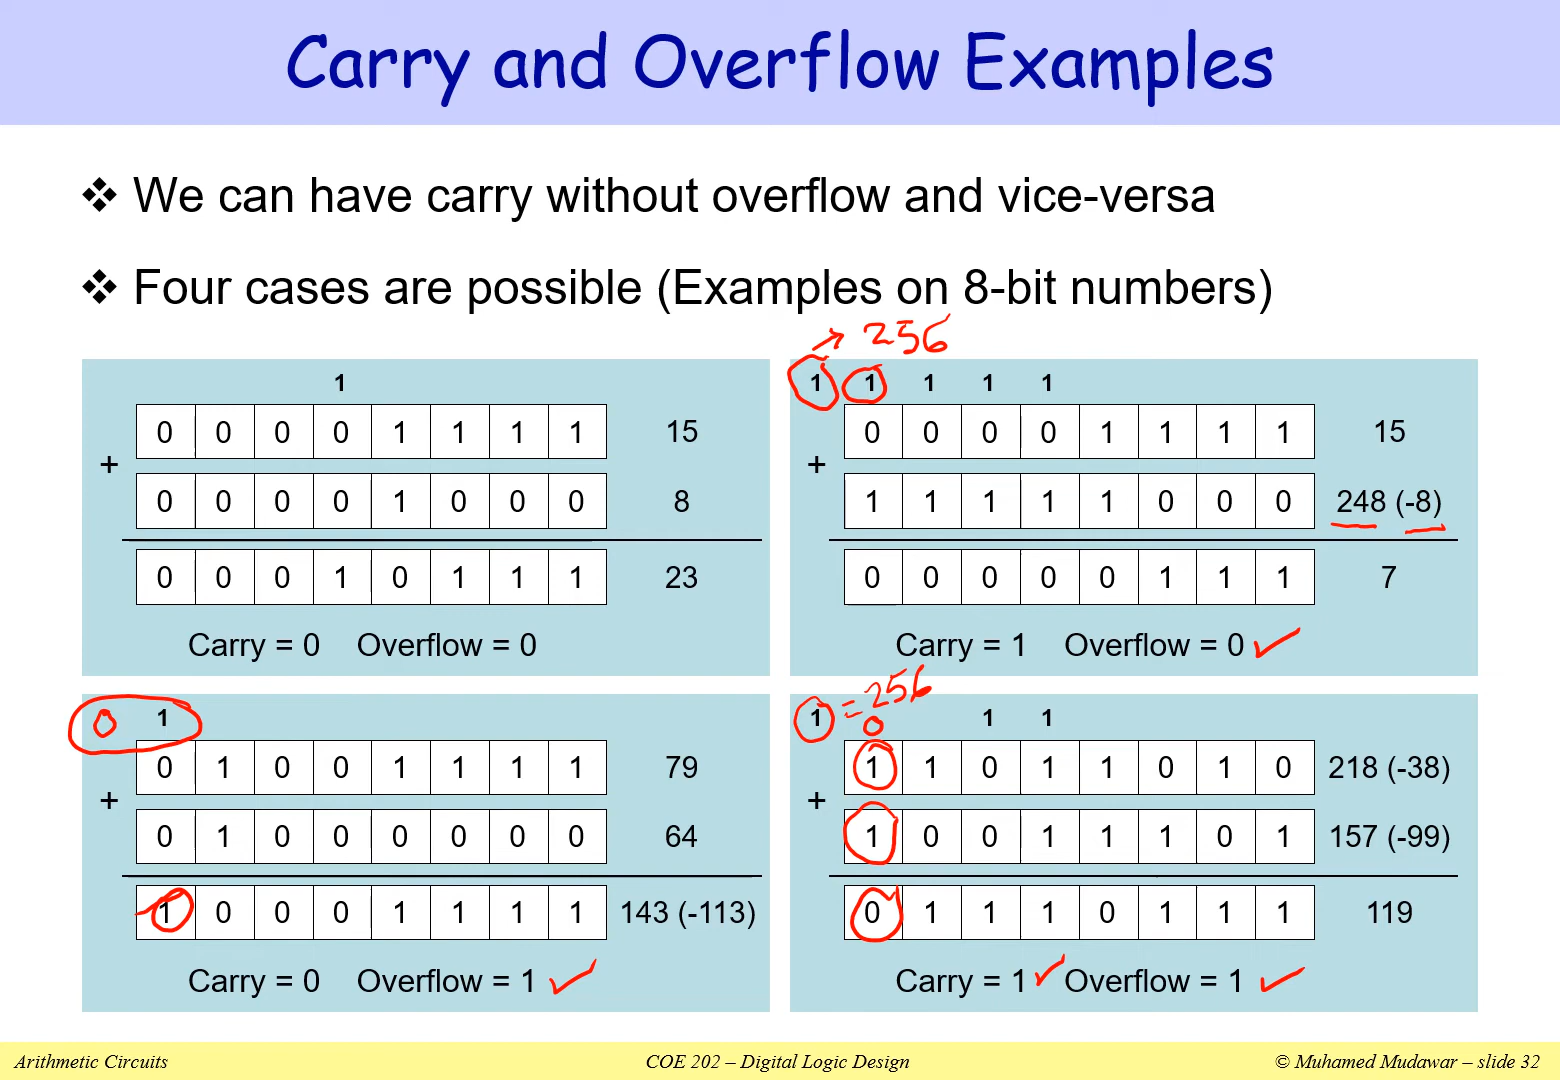 Carry and Overflow Examples
❖ We can have carry without overflow and vice-versa
❖ Four cases are possible (Examples on 8-bit numbers)
1
0 0 0 0 1 1 1 1 15
+
0 0 0 0 1 0 0 0 8
0 0 0 1 0 1 1 1 23
Carry = 0 Overflow = 0
→ 256
1 1 1 1 1
0 0 0 0 1 1 1 1 15
+
1 1 1 1 1 0 0 0 248 (-8)
0 0 0 0 0 1 1 1 7
Carry = 1 Overflow = 0 ✓
0 1
0 1 0 0 1 1 1 1 79
+
0 1 0 0 0 0 0 0 64
1 0 0 0 1 1 1 1 143 (-113)
Carry = 0 Overflow = 1 ✓
1 = 256 0 1 1
1 1 0 1 1 0 1 0 218 (-38)
+
1 0 0 1 1 1 0 1 157 (-99)
0 1 1 1 0 1 1 1 119
Carry = 1 ✓ Overflow = 1 ✓
Arithmetic Circuits
COE 202 – Digital Logic Design
© Muhamed Mudawar – slide 32